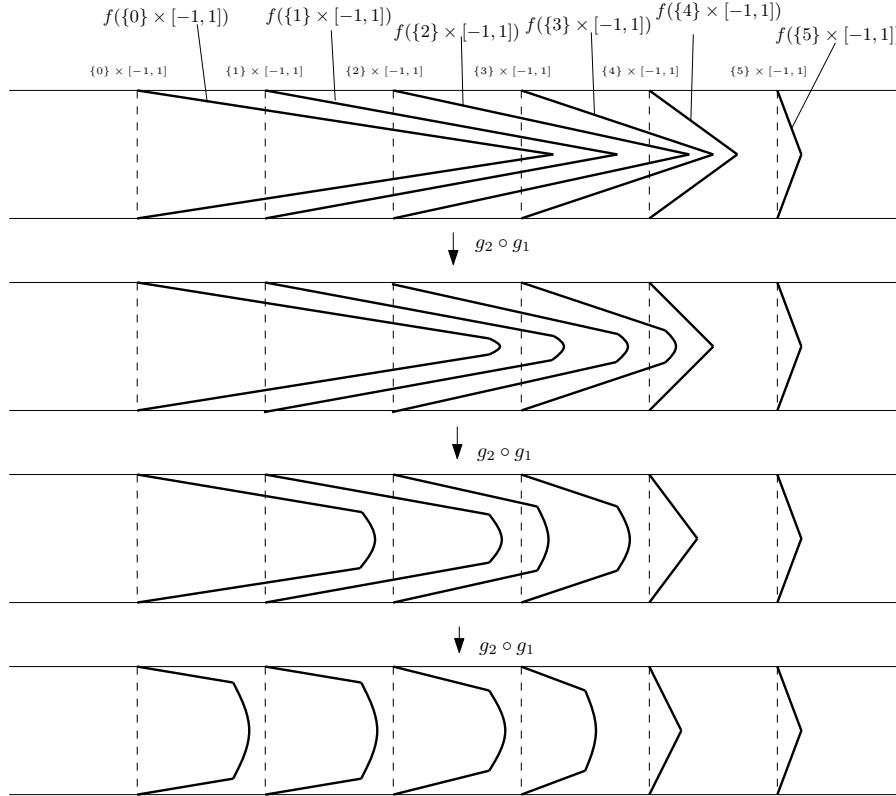 f({0} × [−1, 1]) f({1} × [−1, 1]) f({2} × [−1, 1]) f({3} × [−1, 1]) f({4} × [−1, 1]) f({5} × [−1, 1]
{0} × [−1, 1] {1} × [−1, 1] {2} × [−1, 1] {3} × [−1, 1] {4} × [−1, 1] {5} × [−1, 1]
g₂ ∘ g₁
g₂ ∘ g₁
g₂ ∘ g₁